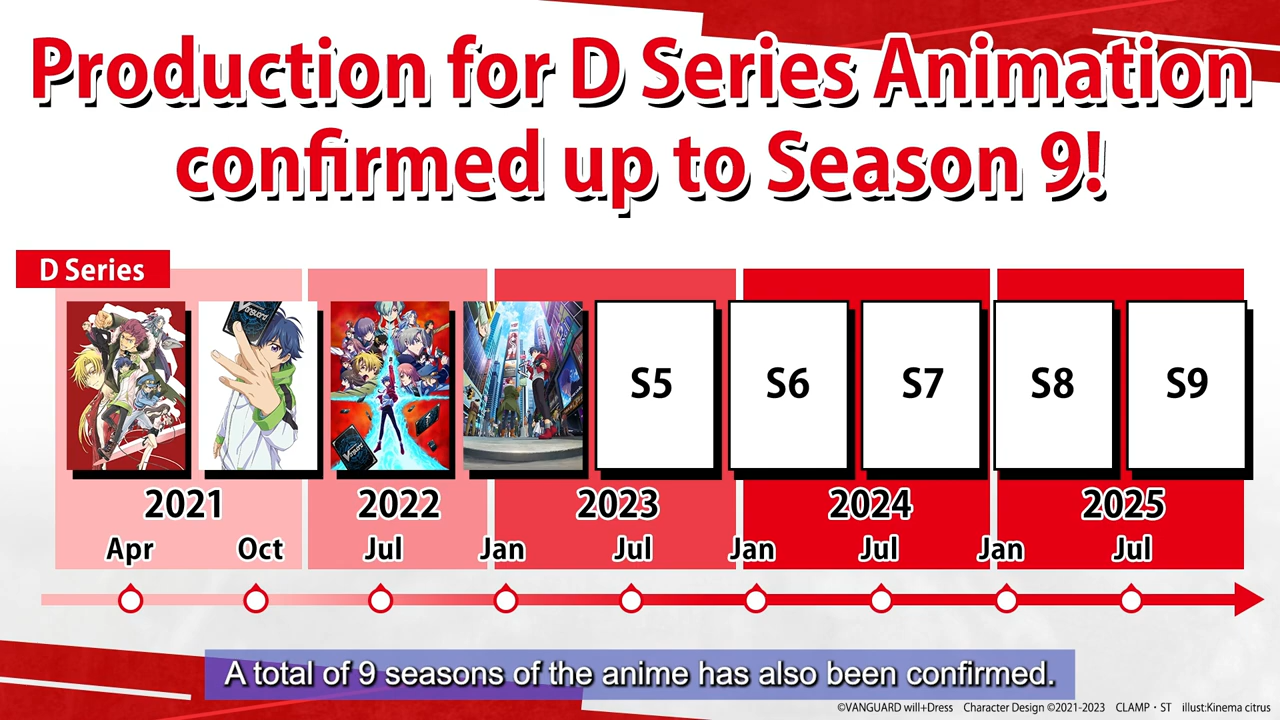 Production for D Series Animation
confirmed up to Season 9!
D Series
Vanguard
Vanguard
S5 S6 S7 S8 S9
2021 2022 2023 2024 2025
Apr Oct Jul Jan Jul Jan Jul Jan Jul
A total of 9 seasons of the anime has also been confirmed.
©VANGUARD will+Dress Character Design ©2021-2023 CLAMP・ST illust:Kinema citrus